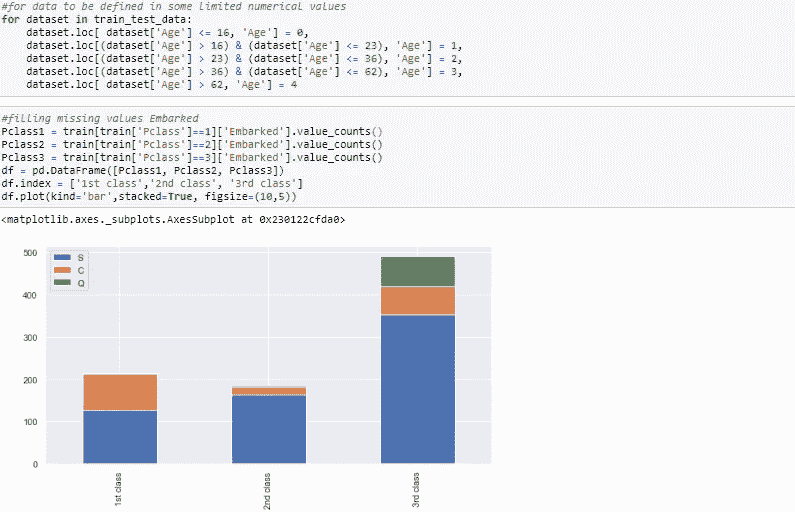 #for data to be defined in some limited numerical values
for dataset in train_test_data:
    dataset.loc[ dataset['Age'] <= 16, 'Age'] = 0,
    dataset.loc[(dataset['Age'] > 16) & (dataset['Age'] <= 23), 'Age'] = 1,
    dataset.loc[(dataset['Age'] > 23) & (dataset['Age'] <= 36), 'Age'] = 2,
    dataset.loc[(dataset['Age'] > 36) & (dataset['Age'] <= 62), 'Age'] = 3,
    dataset.loc[ dataset['Age'] > 62, 'Age'] = 4
#filling missing values Embarked
Pclass1 = train[train['Pclass']==1]['Embarked'].value_counts()
Pclass2 = train[train['Pclass']==2]['Embarked'].value_counts()
Pclass3 = train[train['Pclass']==3]['Embarked'].value_counts()
df = pd.DataFrame([Pclass1, Pclass2, Pclass3])
df.index = ['1st class','2nd class', '3rd class']
df.plot(kind='bar',stacked=True, figsize=(10,5))
<matplotlib.axes._subplots.AxesSubplot at 0x230122cfda0>
500
400
300
200
100
0
S
C
Q
1st class
2nd class
3rd class